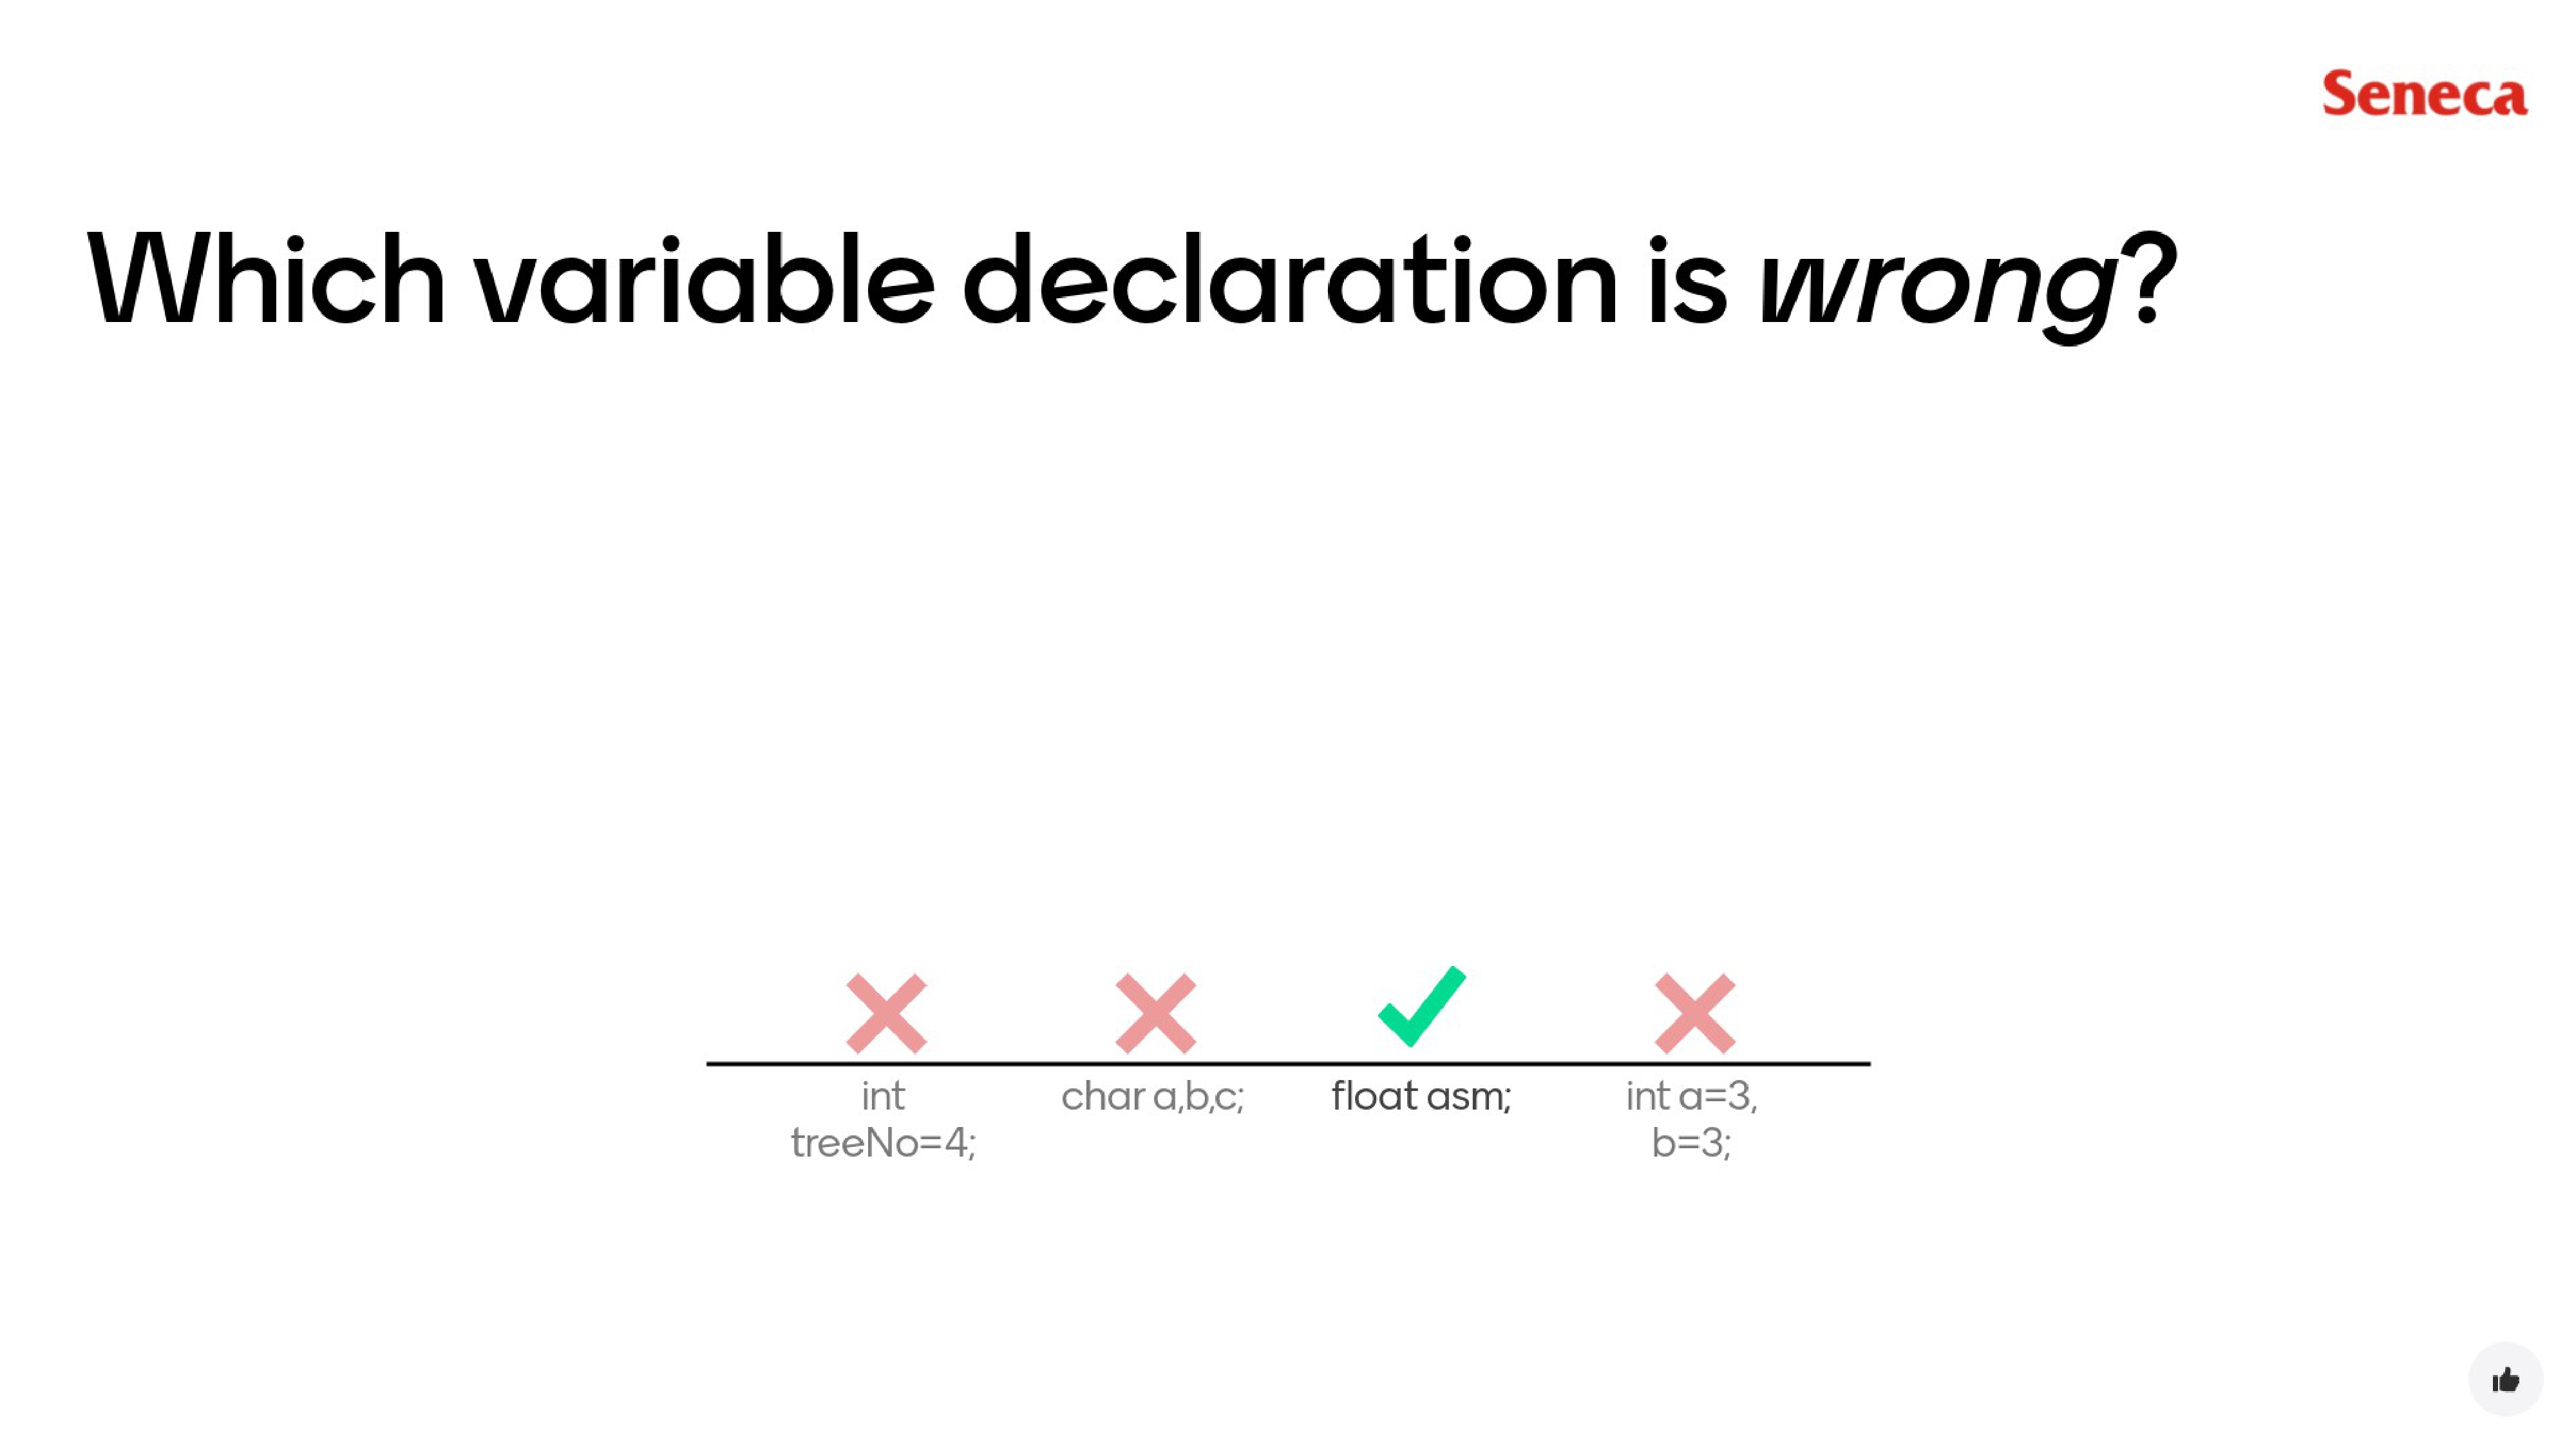 Seneca
Which variable declaration is wrong?
int
treeNo=4;
char a,b,c;
float asm;
int a=3,
b=3;